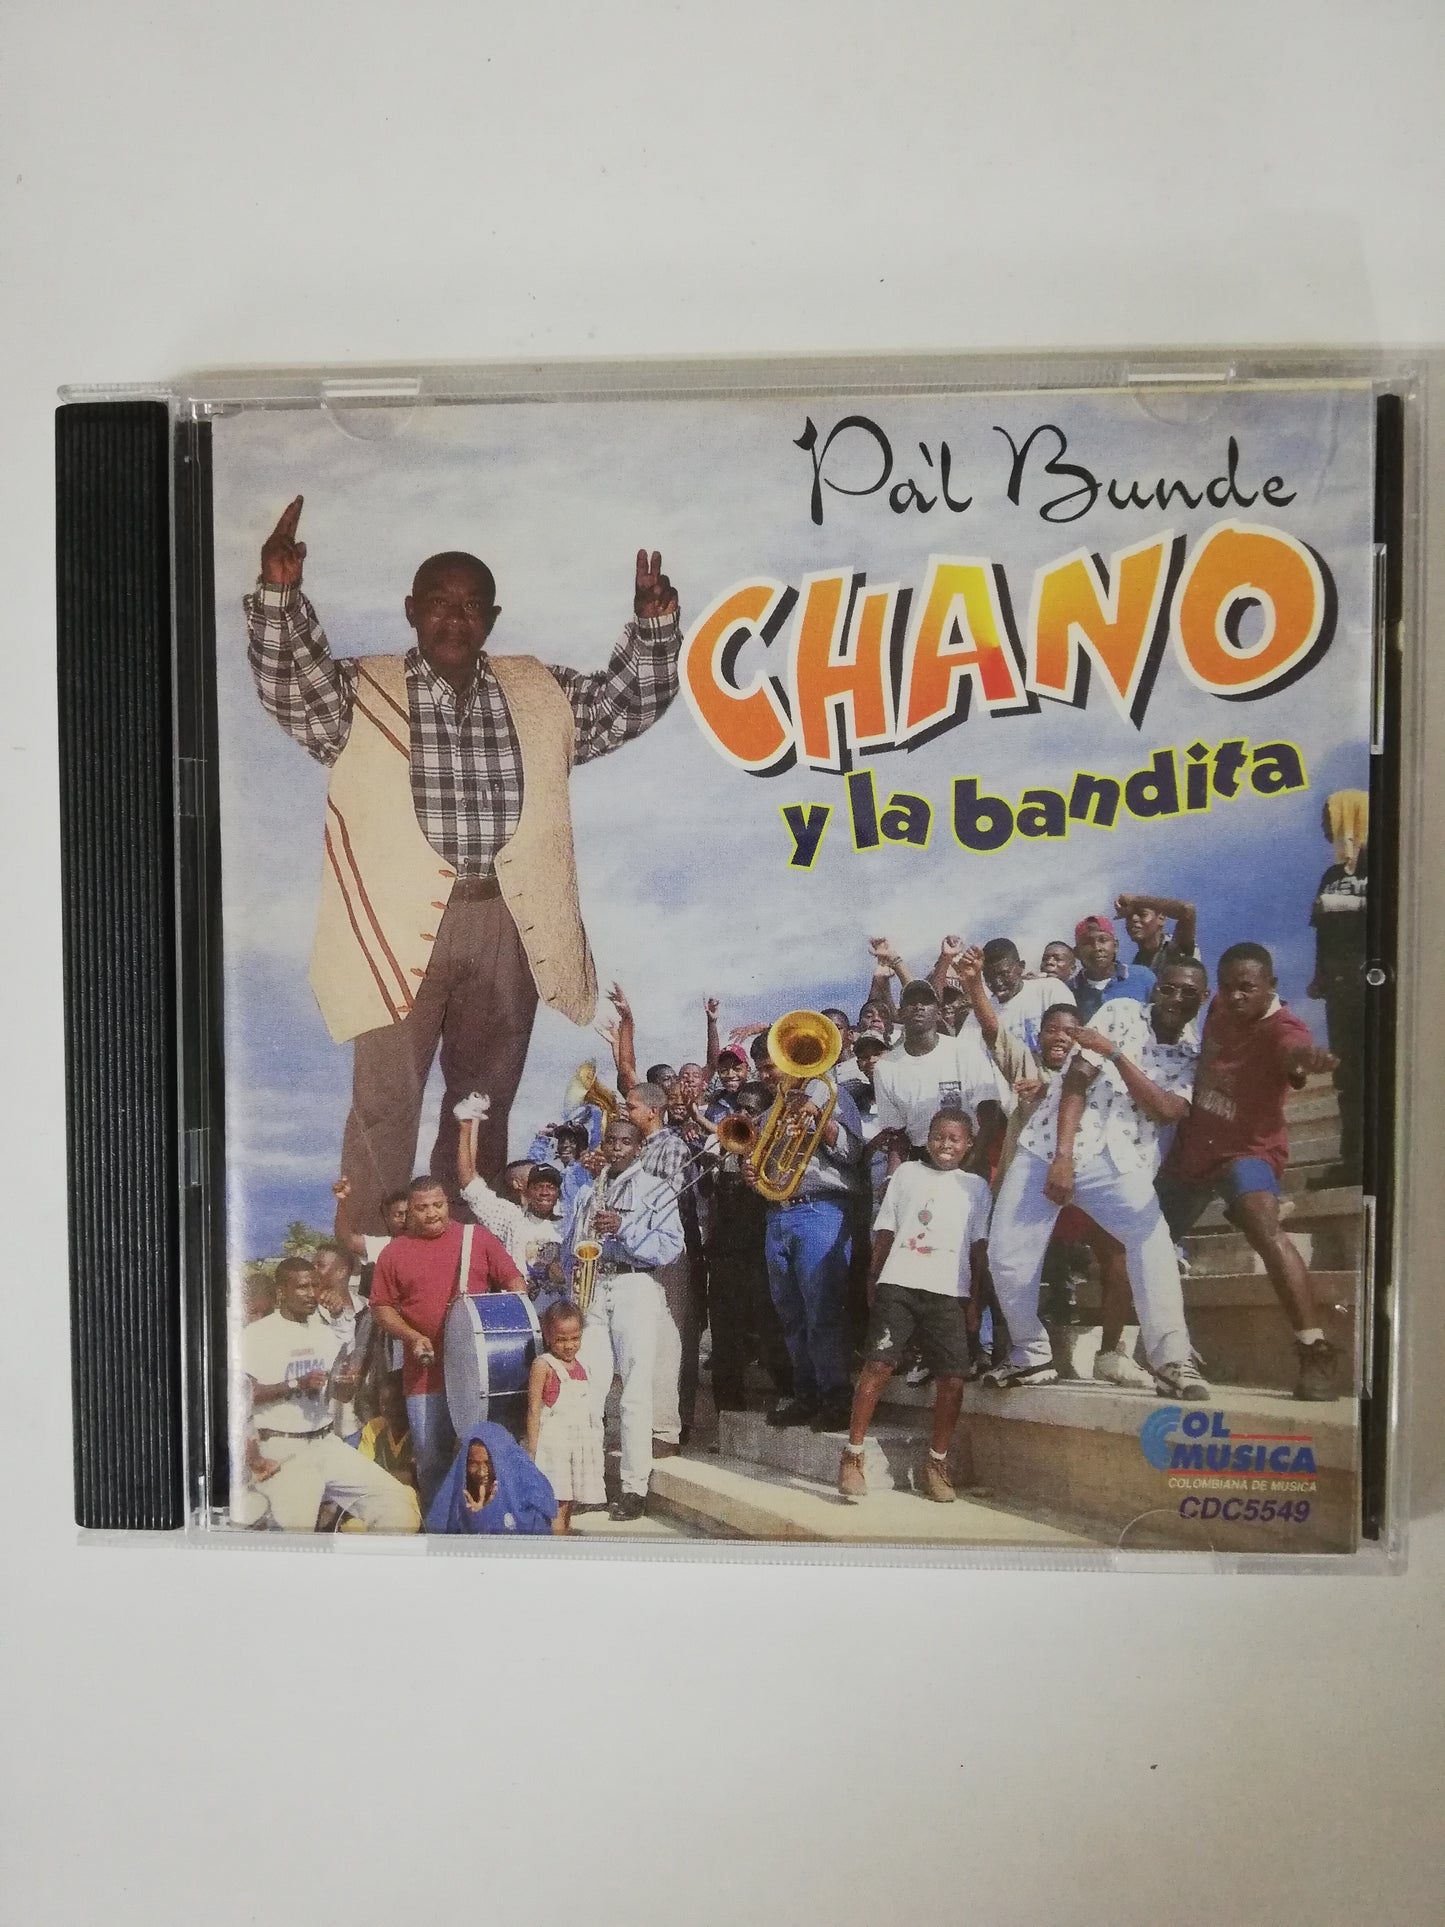 Pa'l Bunde
CHANO
y la bandita
COL
MUSICA
COLOMBIANA DE MUSICA
CDC5549